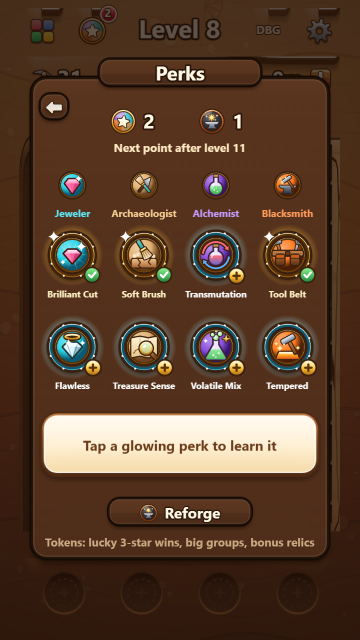 2
Level 8
DBG
Perks
2
1
Next point after level 11
Jeweler
Archaeologist
Alchemist
Blacksmith
Brilliant Cut
Soft Brush
Transmutation
Tool Belt
Flawless
Treasure Sense
Volatile Mix
Tempered
Tap a glowing perk to learn it
Reforge
Tokens: lucky 3-star wins, big groups, bonus relics